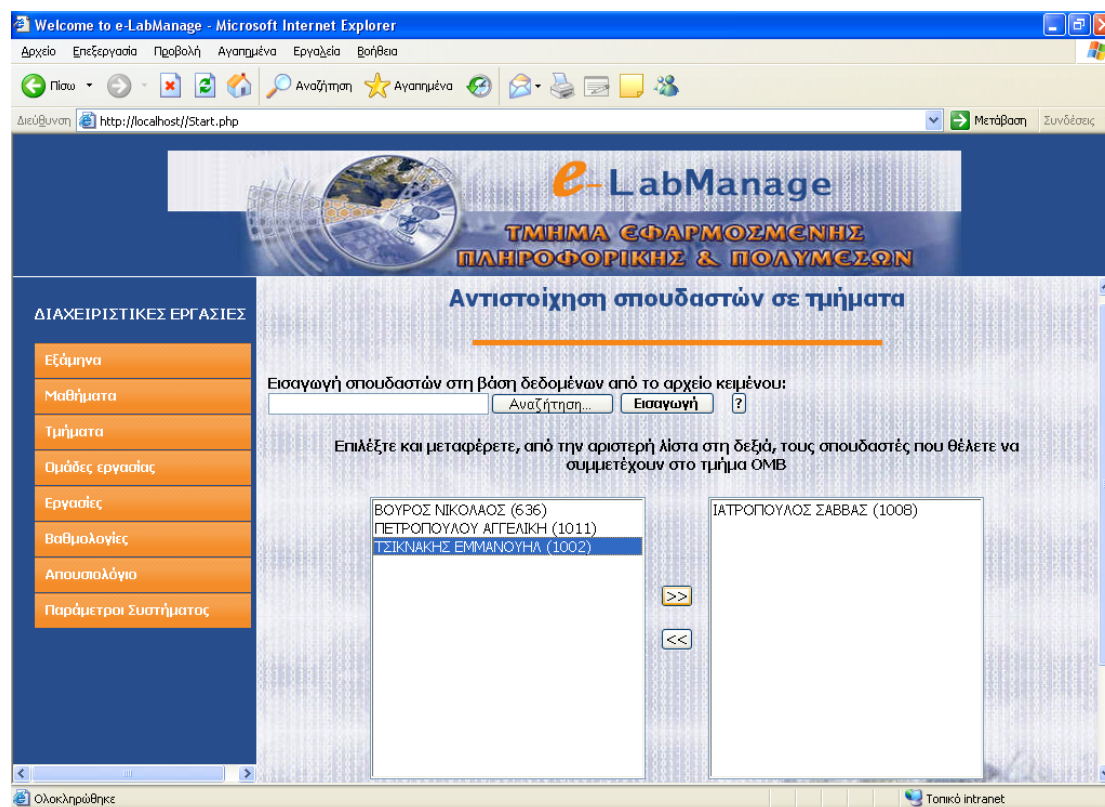 Welcome to e-LabManage - Microsoft Internet Explorer
Αρχείο Επεξεργασία Προβολή Αγαπημένα Εργαλεία Βοήθεια
Πίσω Αναζήτηση Αγαπημένα
Διεύθυνση http://localhost//Start.php Μετάβαση Συνδέσεις
e-LabManage
ΤΜΗΜΑ ΕΦΑΡΜΟΣΜΕΝΗΣ
ΠΛΗΡΟΦΟΡΙΚΗΣ & ΠΟΛΥΜΕΣΩΝ
ΔΙΑΧΕΙΡΙΣΤΙΚΕΣ ΕΡΓΑΣΙΕΣ
Εξάμηνα
Μαθήματα
Τμήματα
Ομάδες εργασίας
Εργασίες
Βαθμολογίες
Απουσιολόγιο
Παράμετροι Συστήματος
Αντιστοίχηση σπουδαστών σε τμήματα
Εισαγωγή σπουδαστών στη βάση δεδομένων από το αρχείο κειμένου:
Αναζήτηση... Εισαγωγή ?
Επιλέξτε και μεταφέρετε, από την αριστερή λίστα στη δεξιά, τους σπουδαστές που θέλετε να
συμμετέχουν στο τμήμα ΟΜΒ
ΒΟΥΡΟΣ ΝΙΚΟΛΑΟΣ (636)
ΠΕΤΡΟΠΟΥΛΟΥ ΑΓΓΕΛΙΚΗ (1011)
ΤΣΙΚΝΑΚΗΣ ΕΜΜΑΝΟΥΗΛ (1002)
>>
<<
ΙΑΤΡΟΠΟΥΛΟΣ ΣΑΒΒΑΣ (1008)
Ολοκληρώθηκε Τοπικό intranet